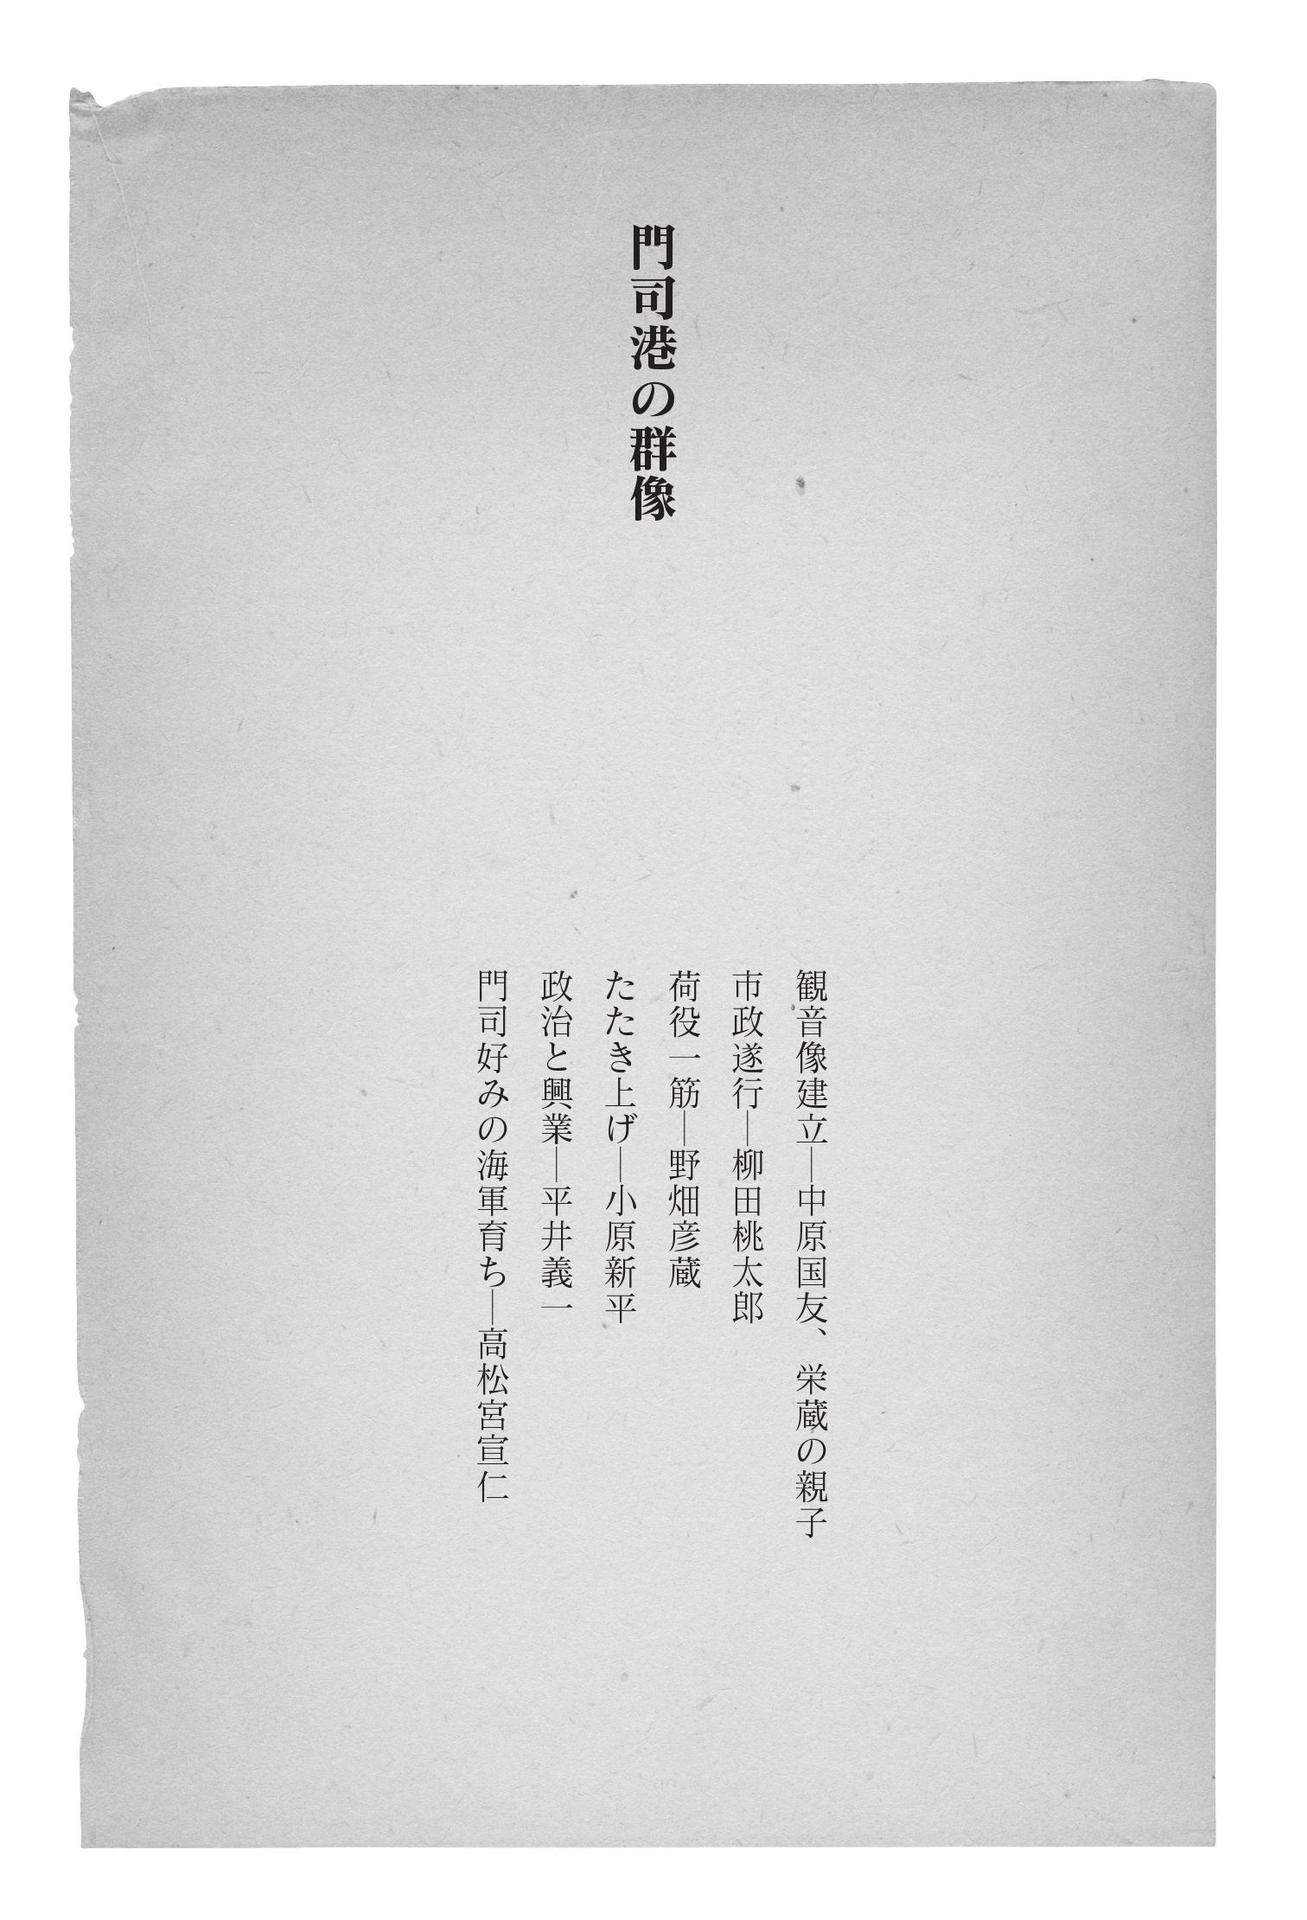 門司港の群像
観音像建立―中原国友、栄蔵の親子
市政遂行―柳田桃太郎
荷役一筋―野畑彦蔵
たたき上げ―小原新平
政治と興業―平井義一
門司好みの海軍育ち―高松宮宣仁